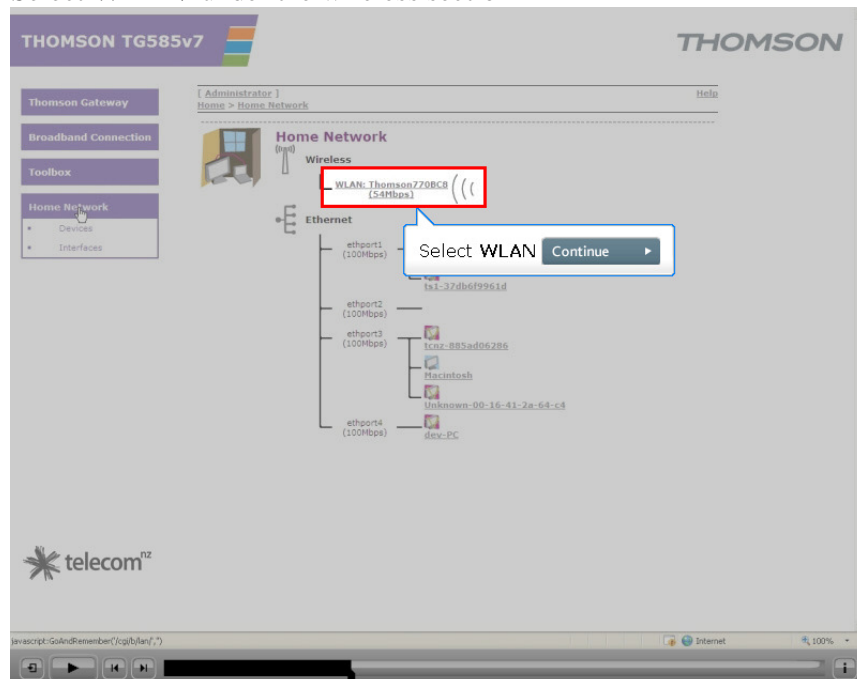 THOMSON TG585v7
THOMSON
[ Administrator ]
Help
Home > Home Network
Thomson Gateway
Broadband Connection
Toolbox
Home Network
Devices
Interfaces
Home Network
Wireless
WLAN: Thomson770BC8
(54Mbps)
Ethernet
Select WLAN
Continue
ethport1
(100Mbps)
ts1-37db6f9961d
ethport2
(100Mbps)
ethport3
(100Mbps)
tcnz-885ad06286
Macintosh
Unknown-00-16-41-2a-64-c4
ethport4
(100Mbps)
dev-PC
telecom nz
javascript:GoAndRemember('/cgi/b/lan/','')
Internet
100%